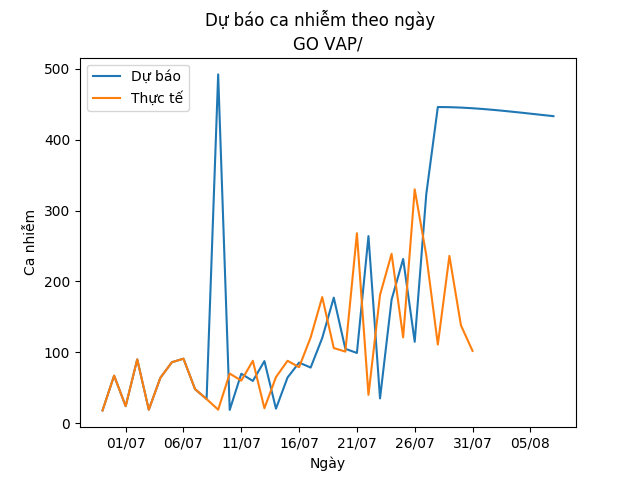 Dự báo ca nhiễm theo ngày
GO VAP/
Dự báo
Thực tế
500
400
300
200
100
0
Ca nhiễm
01/07 06/07 11/07 16/07 21/07 26/07 31/07 05/08
Ngày